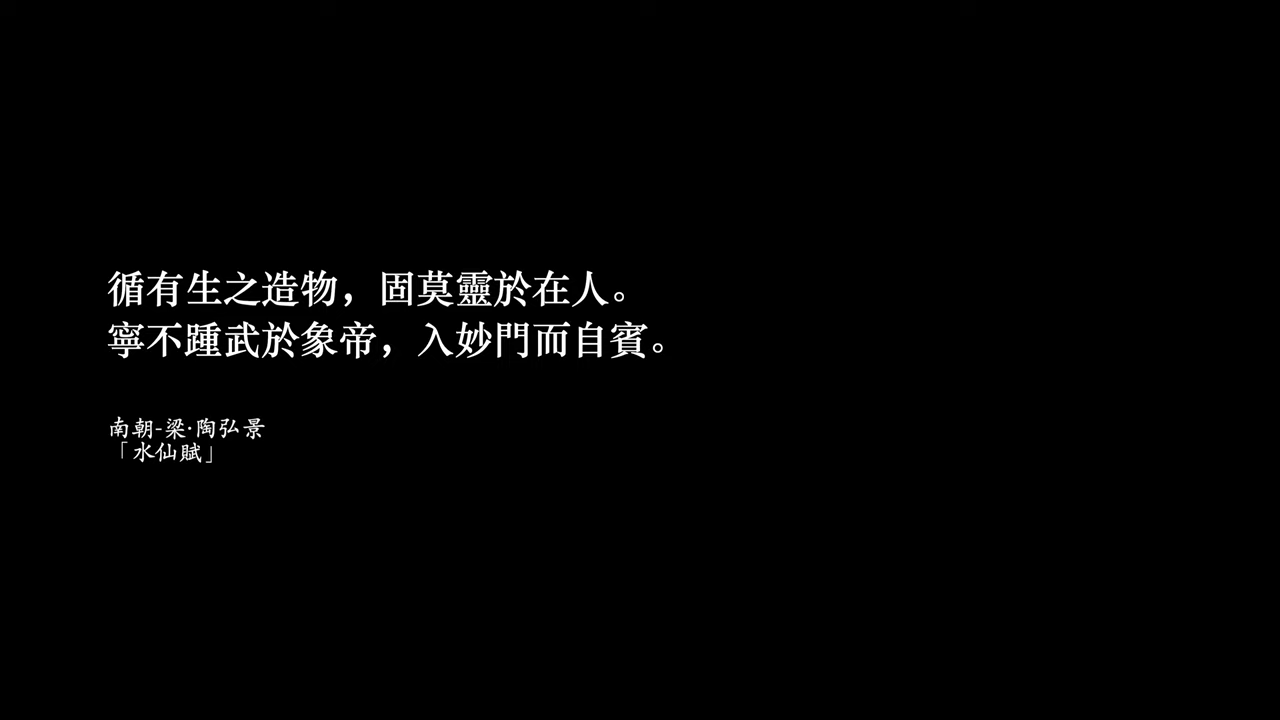 循有生之造物，固莫靈於在人。
寧不踵武於象帝，入妙門而自賓。
南朝-梁·陶弘景
「水仙賦」